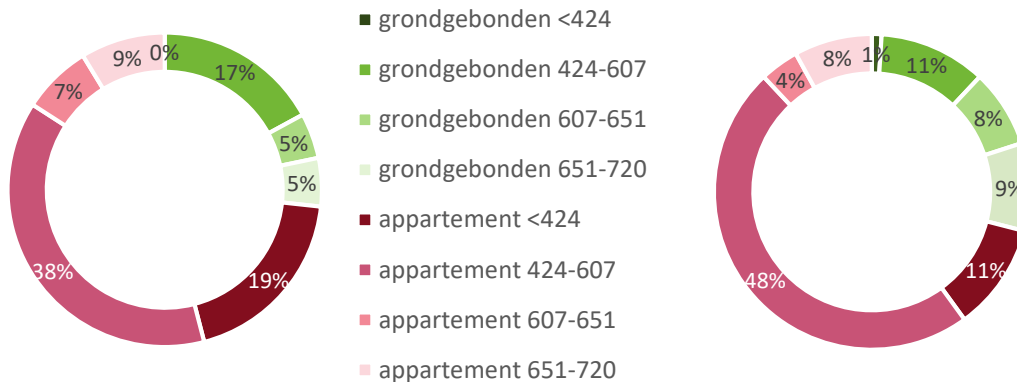 0%
17%
5%
5%
19%
38%
7%
9%
grondgebonden <424
grondgebonden 424-607
grondgebonden 607-651
grondgebonden 651-720
appartement <424
appartement 424-607
appartement 607-651
appartement 651-720
1%
11%
8%
9%
11%
48%
4%
8%